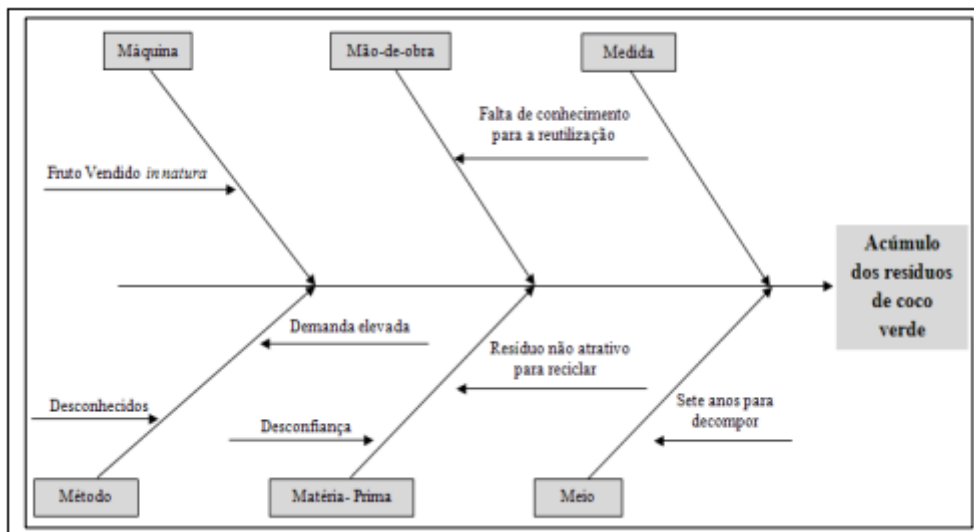 Máquina
Mão-de-obra
Medida
Falta de conhecimento
para a reutilização
Fruto Vendido in natura
Acúmulo
dos resíduos
de coco
verde
Demanda elevada
Resíduo não atrativo
para reciclar
Desconhecidos
Desconfiança
Sete anos para
decompor
Método
Matéria- Prima
Meio